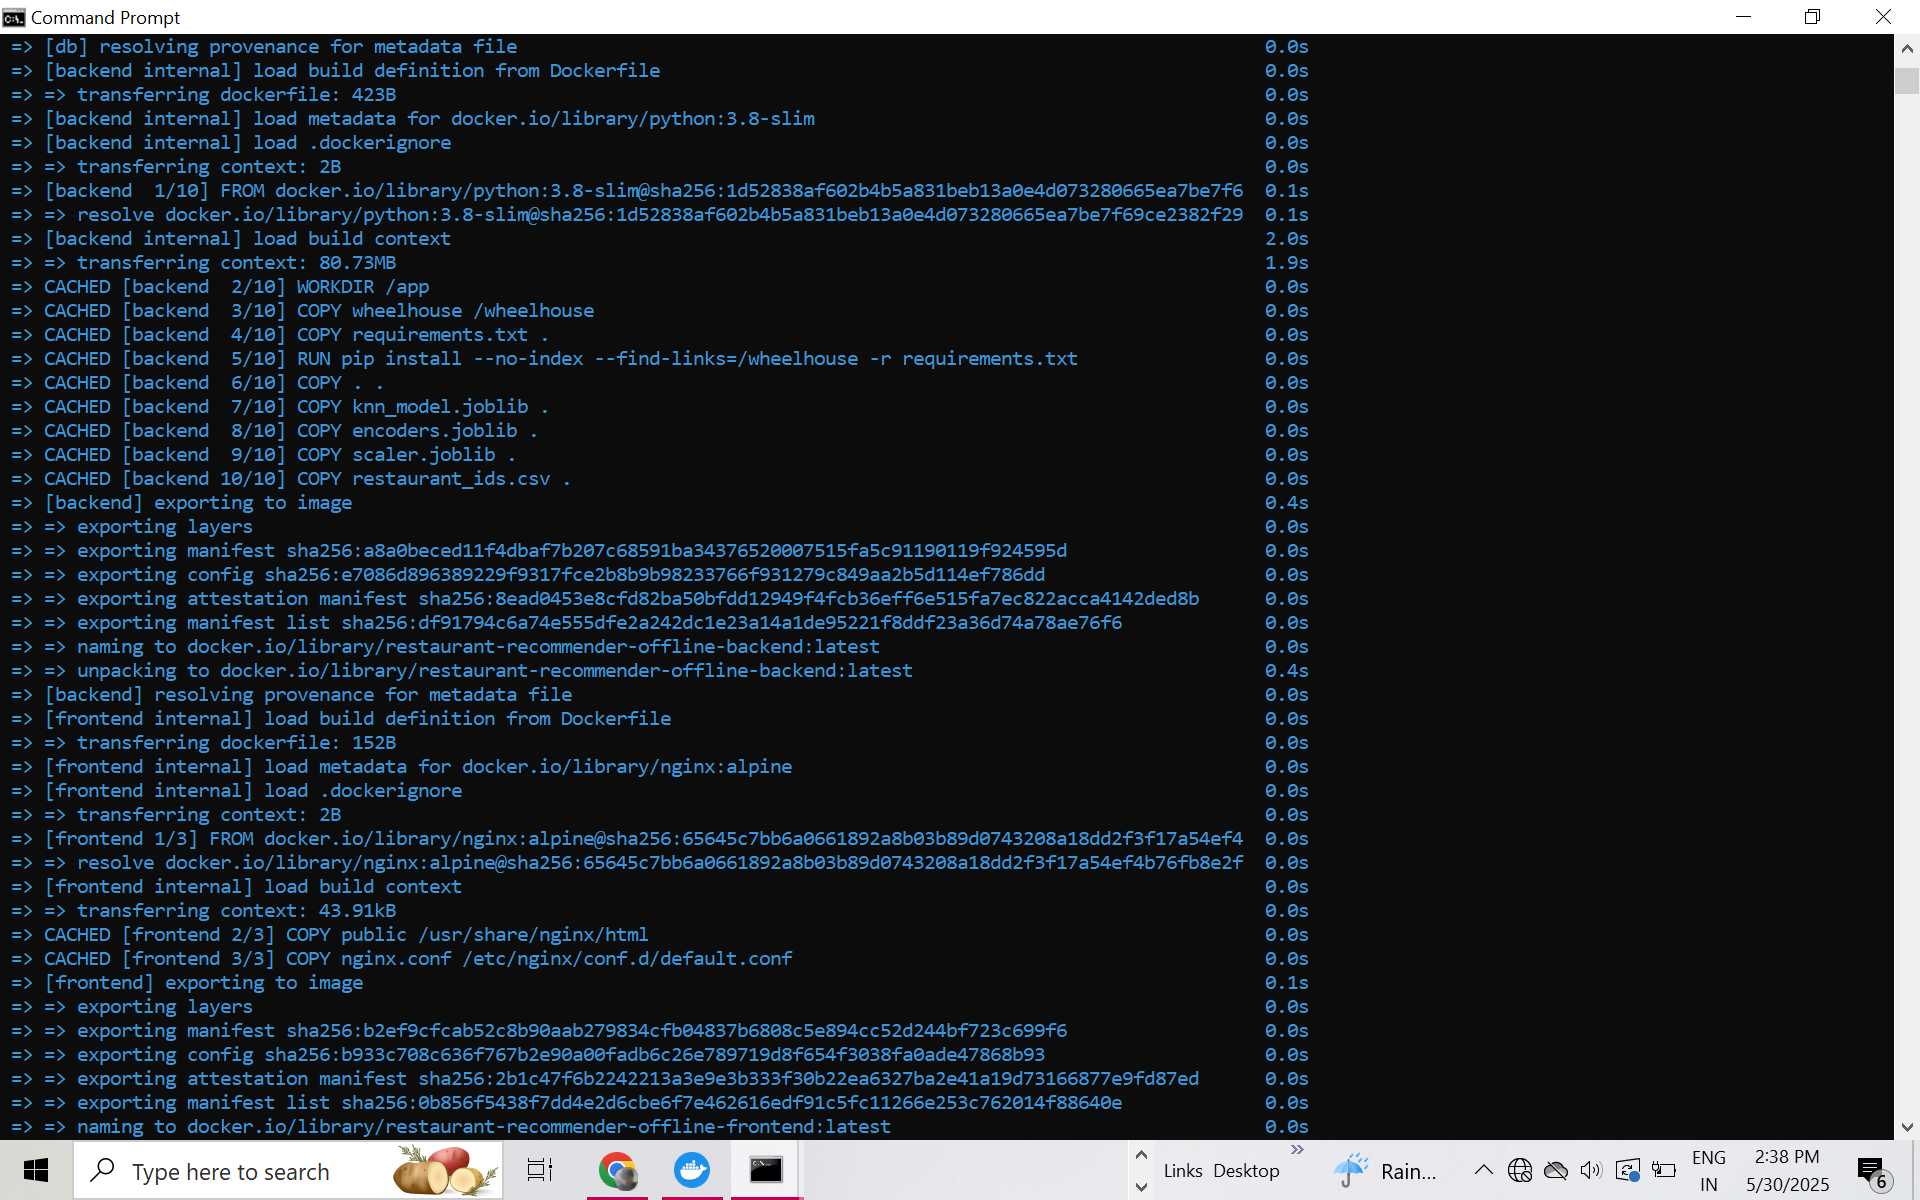 Command Prompt
=> [db] resolving provenance for metadata file 0.0s
=> [backend internal] load build definition from Dockerfile 0.0s
=> => transferring dockerfile: 423B 0.0s
=> [backend internal] load metadata for docker.io/library/python:3.8-slim 0.0s
=> [backend internal] load .dockerignore 0.0s
=> => transferring context: 2B 0.0s
=> [backend  1/10] FROM docker.io/library/python:3.8-slim@sha256:1d52838af602b4b5a831beb13a0e4d073280665ea7be7f6 0.1s
=> => resolve docker.io/library/python:3.8-slim@sha256:1d52838af602b4b5a831beb13a0e4d073280665ea7be7f69ce2382f29 0.1s
=> [backend internal] load build context 2.0s
=> => transferring context: 80.73MB 1.9s
=> CACHED [backend  2/10] WORKDIR /app 0.0s
=> CACHED [backend  3/10] COPY wheelhouse /wheelhouse 0.0s
=> CACHED [backend  4/10] COPY requirements.txt . 0.0s
=> CACHED [backend  5/10] RUN pip install --no-index --find-links=/wheelhouse -r requirements.txt 0.0s
=> CACHED [backend  6/10] COPY . . 0.0s
=> CACHED [backend  7/10] COPY knn_model.joblib . 0.0s
=> CACHED [backend  8/10] COPY encoders.joblib . 0.0s
=> CACHED [backend  9/10] COPY scaler.joblib . 0.0s
=> CACHED [backend 10/10] COPY restaurant_ids.csv . 0.0s
=> [backend] exporting to image 0.4s
=> => exporting layers 0.0s
=> => exporting manifest sha256:a8a0beced11f4dbaf7b207c68591ba34376520007515fa5c91190119f924595d 0.0s
=> => exporting config sha256:e7086d896389229f9317fce2b8b9b98233766f931279c849aa2b5d114ef786dd 0.0s
=> => exporting attestation manifest sha256:8ead0453e8cfd82ba50bfdd12949f4fcb36eff6e515fa7ec822acca4142ded8b 0.0s
=> => exporting manifest list sha256:df91794c6a74e555dfe2a242dc1e23a14a1de95221f8ddf23a36d74a78ae76f6 0.0s
=> => naming to docker.io/library/restaurant-recommender-offline-backend:latest 0.0s
=> => unpacking to docker.io/library/restaurant-recommender-offline-backend:latest 0.4s
=> [backend] resolving provenance for metadata file 0.0s
=> [frontend internal] load build definition from Dockerfile 0.0s
=> => transferring dockerfile: 152B 0.0s
=> [frontend internal] load metadata for docker.io/library/nginx:alpine 0.0s
=> [frontend internal] load .dockerignore 0.0s
=> => transferring context: 2B 0.0s
=> [frontend 1/3] FROM docker.io/library/nginx:alpine@sha256:65645c7bb6a0661892a8b03b89d0743208a18dd2f3f17a54ef4 0.0s
=> => resolve docker.io/library/nginx:alpine@sha256:65645c7bb6a0661892a8b03b89d0743208a18dd2f3f17a54ef4b76fb8e2f 0.0s
=> [frontend internal] load build context 0.0s
=> => transferring context: 43.91kB 0.0s
=> CACHED [frontend 2/3] COPY public /usr/share/nginx/html 0.0s
=> CACHED [frontend 3/3] COPY nginx.conf /etc/nginx/conf.d/default.conf 0.0s
=> [frontend] exporting to image 0.1s
=> => exporting layers 0.0s
=> => exporting manifest sha256:b2ef9cfcab52c8b90aab279834cfb04837b6808c5e894cc52d244bf723c699f6 0.0s
=> => exporting config sha256:b933c708c636f767b2e90a00fadb6c26e789719d8f654f3038fa0ade47868b93 0.0s
=> => exporting attestation manifest sha256:2b1c47f6b2242213a3e9e3b333f30b22ea6327ba2e41a19d73166877e9fd87ed 0.0s
=> => exporting manifest list sha256:0b856f5438f7dd4e2d6cbe6f7e462616edf91c5fc11266e253c762014f88640e 0.0s
=> => naming to docker.io/library/restaurant-recommender-offline-frontend:latest 0.0s
Type here to search
Links Desktop
Rain...
ENG
IN
2:38 PM
5/30/2025
6